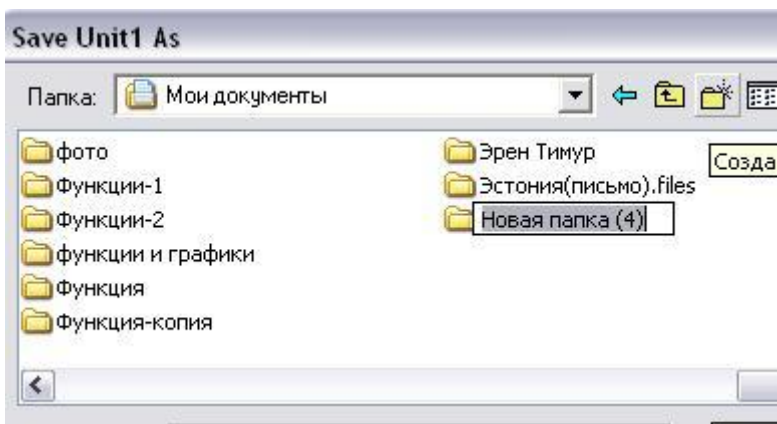 Save Unit1 As
Папка: Мои документы
фото
Функции-1
Функции-2
функции и графики
Функция
Функция-копия
Эрен Тимур
Эстония(письмо).files
Новая папка (4)
Созда